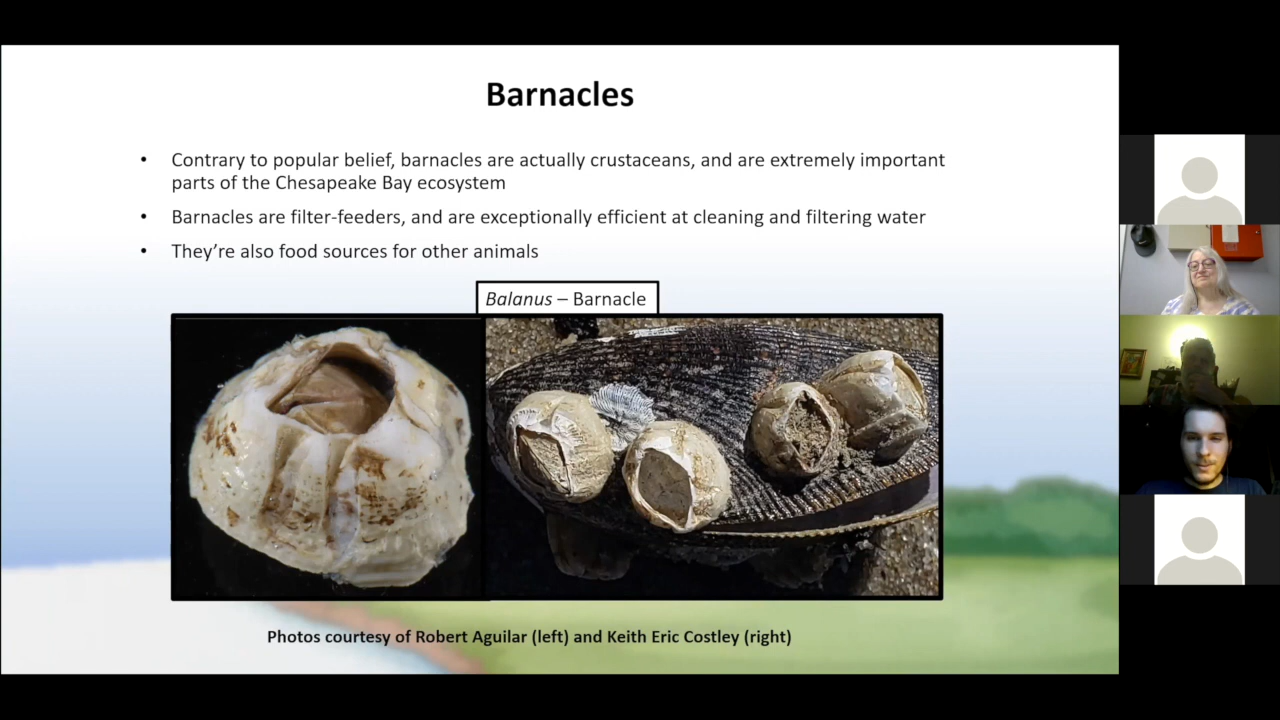 Barnacles
• Contrary to popular belief, barnacles are actually crustaceans, and are extremely important
parts of the Chesapeake Bay ecosystem
• Barnacles are filter-feeders, and are exceptionally efficient at cleaning and filtering water
• They’re also food sources for other animals
Balanus – Barnacle
Photos courtesy of Robert Aguilar (left) and Keith Eric Costley (right)